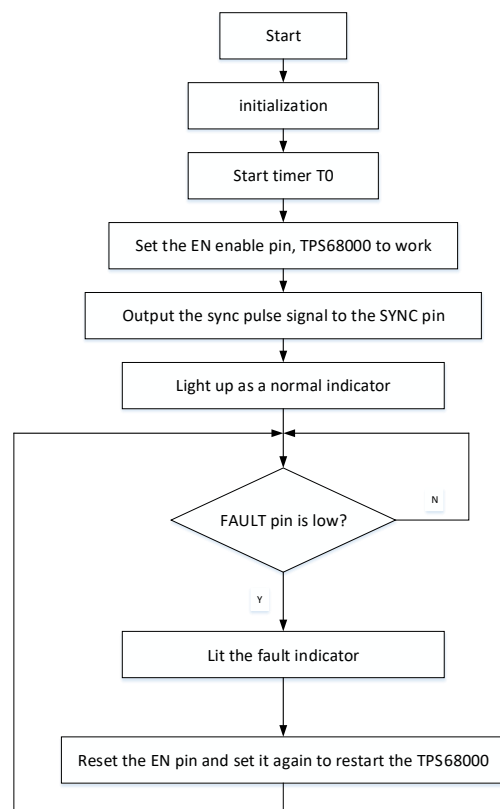 Start
initialization
Start timer T0
Set the EN enable pin, TPS68000 to work
Output the sync pulse signal to the SYNC pin
Light up as a normal indicator
FAULT pin is low?
N
Y
Lit the fault indicator
Reset the EN pin and set it again to restart the TPS68000